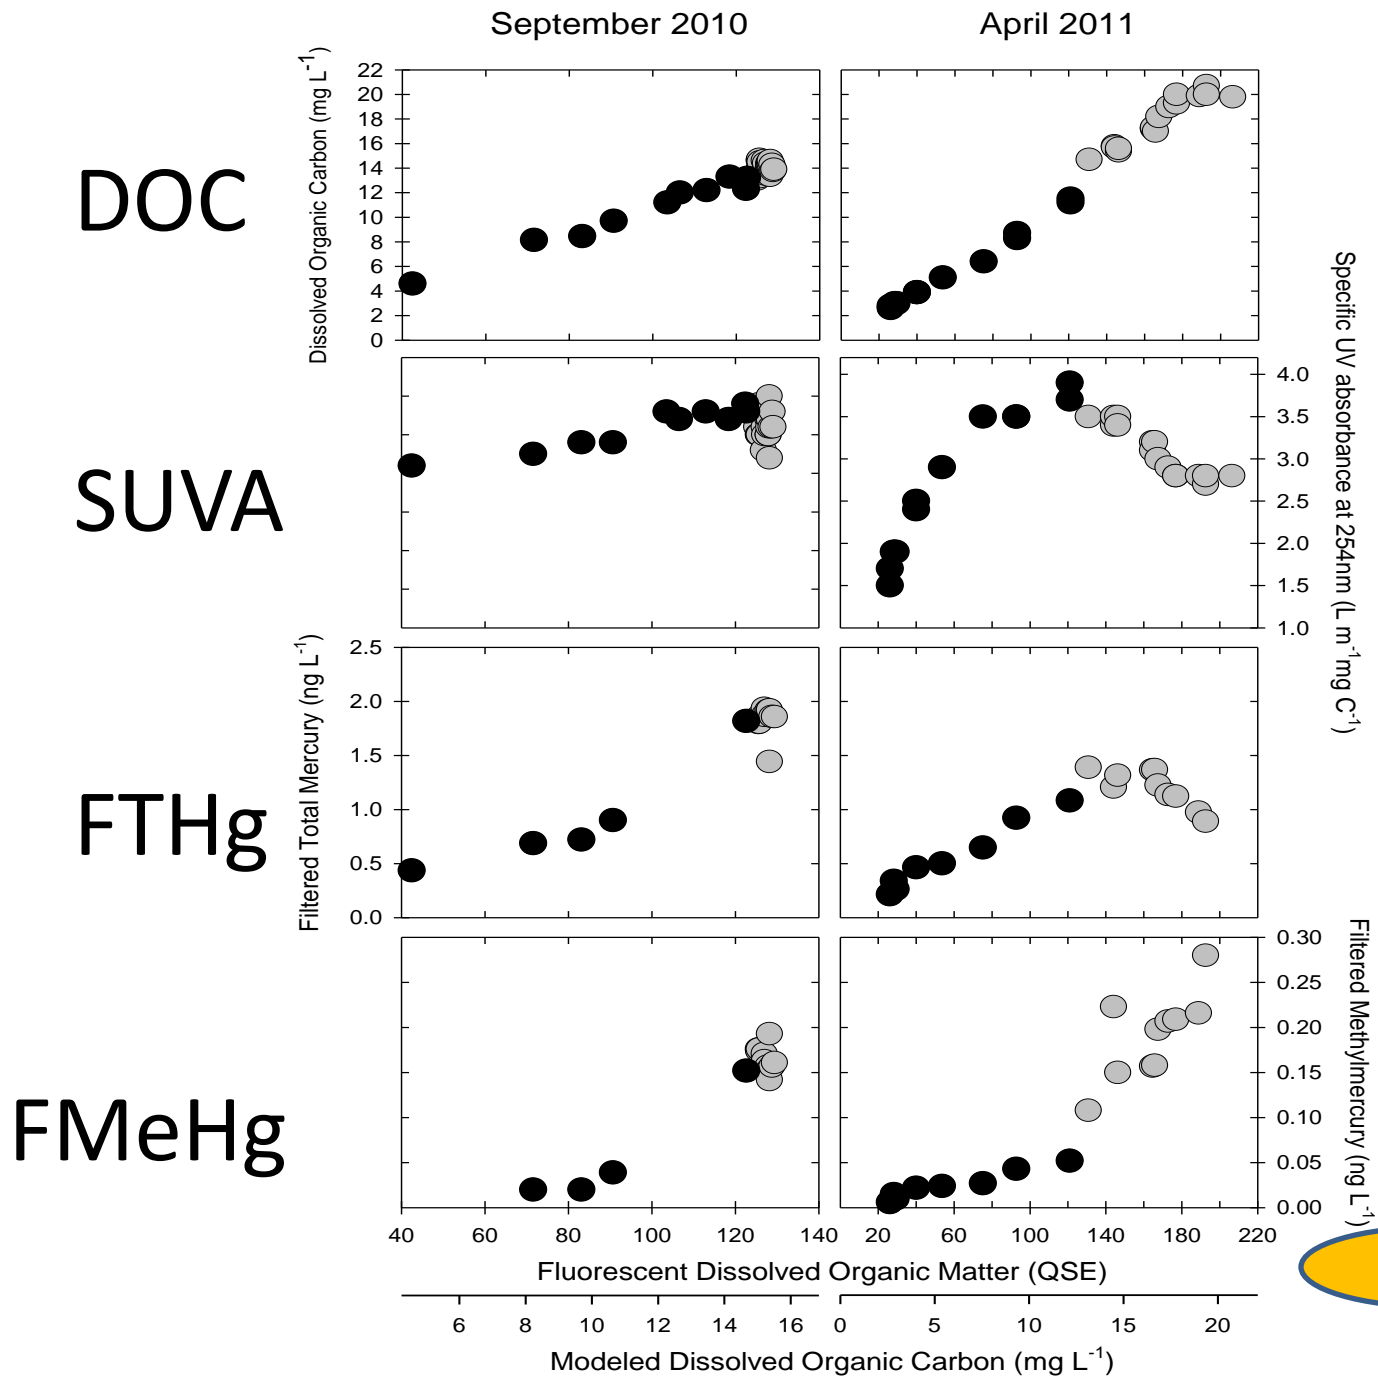 September 2010
April 2011
DOC
Dissolved Organic Carbon (mg L-1)
22
20
18
16
14
12
10
8
6
4
2
0
SUVA
Specific UV absorbance at 254nm (L m-1mg C-1)
4.0
3.5
3.0
2.5
2.0
1.5
1.0
FTHg
Filtered Total Mercury (ng L-1)
2.5
2.0
1.5
1.0
0.5
0.0
FMeHg
Filtered Methylmercury (ng L-1)
0.30
0.25
0.20
0.15
0.10
0.05
0.00
40 60 80 100 120 140 20 60 100 140 180 220
Fluorescent Dissolved Organic Matter (QSE)
6 8 10 12 14 16 0 5 10 15 20
Modeled Dissolved Organic Carbon (mg L-1)